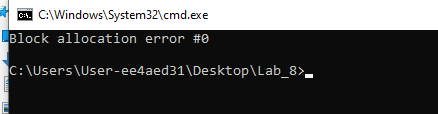 C:\Windows\System32\cmd.exe
Block allocation error #0
C:\Users\User-ee4aed31\Desktop\Lab_8>